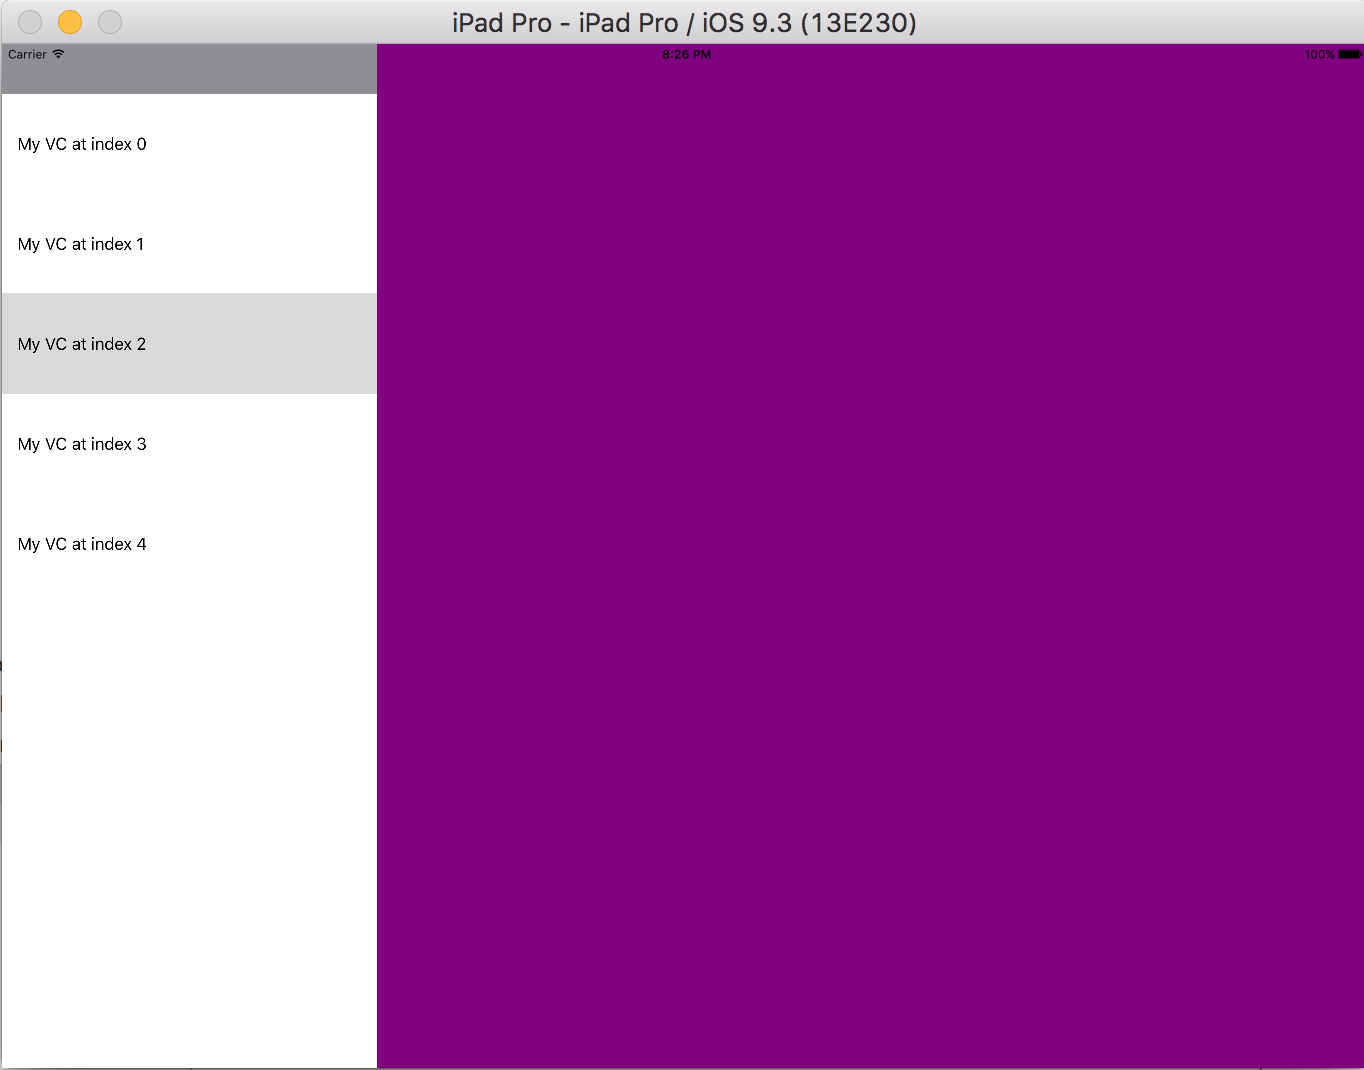 iPad Pro - iPad Pro / iOS 9.3 (13E230)
Carrier 8:26 PM 100%
My VC at index 0
My VC at index 1
My VC at index 2
My VC at index 3
My VC at index 4